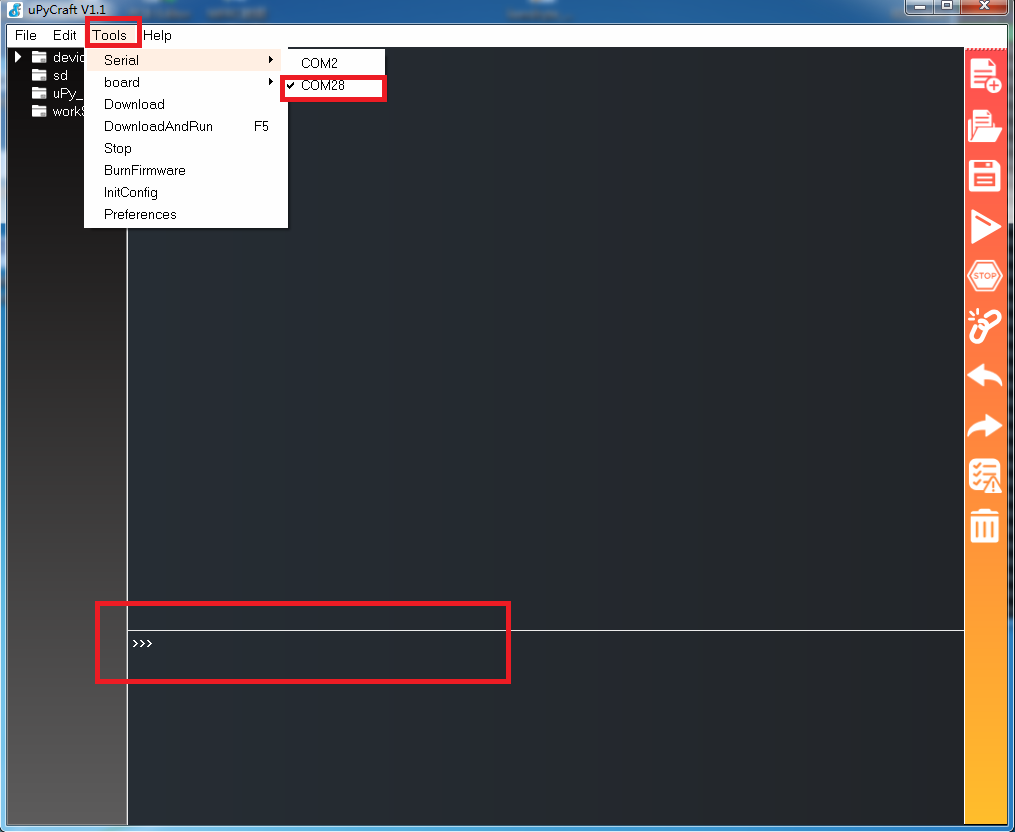 uPyCraft V1.1
File Edit Tools Help
devic
sd
uPy_
workS
Serial
board
Download
DownloadAndRun F5
Stop
BurnFirmware
InitConfig
Preferences
COM2
COM28
STOP
>>>